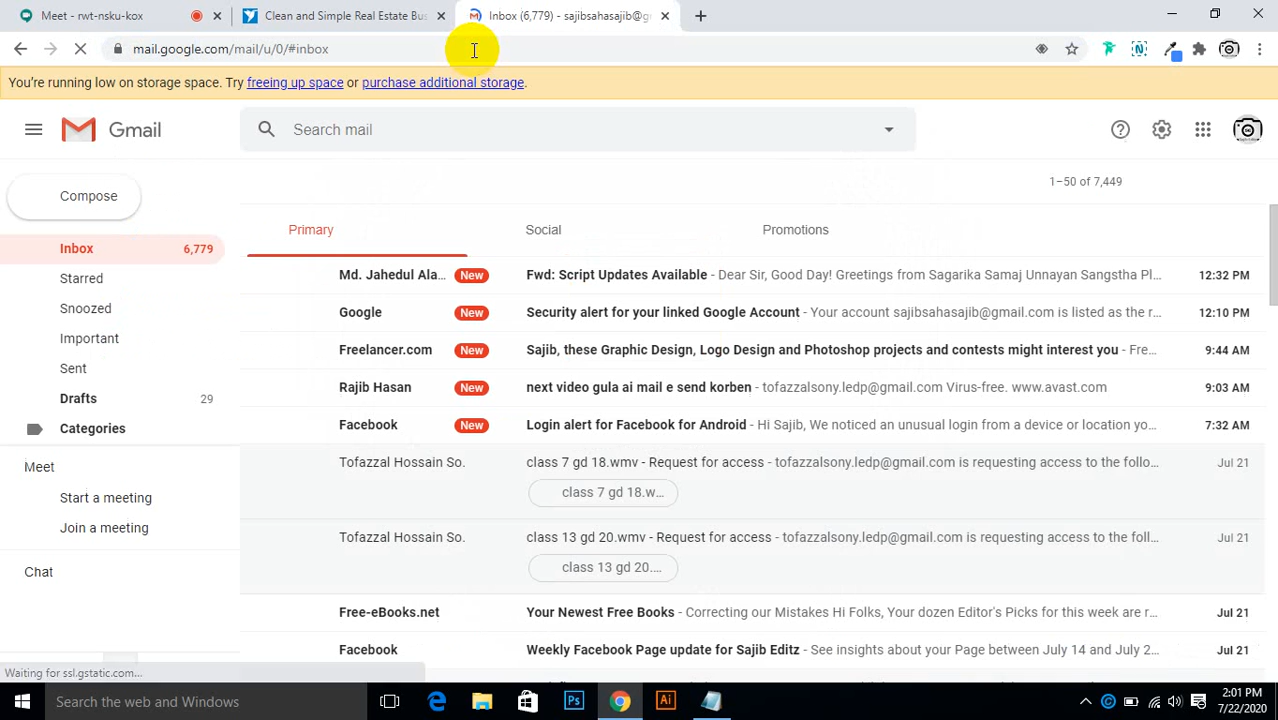 Meet - rwt-nsku-kox
Clean and Simple Real Estate Bus
Inbox (6,779) - sajibsahasajib@g
mail.google.com/mail/u/0/#inbox
You're running low on storage space. Try freeing up space or purchase additional storage.
Gmail
Search mail
1–50 of 7,449
Compose
Primary
Social
Promotions
Inbox 6,779
Starred
Snoozed
Important
Sent
Drafts 29
Categories
Meet
Start a meeting
Join a meeting
Chat
Md. Jahedul Ala... New Fwd: Script Updates Available - Dear Sir, Good Day! Greetings from Sagarika Samaj Unnayan Sangstha Pl... 12:32 PM
Google New Security alert for your linked Google Account - Your account sajibsahasajib@gmail.com is listed as the r... 12:10 PM
Freelancer.com New Sajib, these Graphic Design, Logo Design and Photoshop projects and contests might interest you - Fre... 9:44 AM
Rajib Hasan New next video gula ai mail e send korben - tofazzalsony.ledp@gmail.com Virus-free. www.avast.com 9:03 AM
Facebook New Login alert for Facebook for Android - Hi Sajib, We noticed an unusual login from a device or location yo... 7:32 AM
Tofazzal Hossain So. class 7 gd 18.wmv - Request for access - tofazzalsony.ledp@gmail.com is requesting access to the follo... Jul 21
class 7 gd 18.w...
Tofazzal Hossain So. class 13 gd 20.wmv - Request for access - tofazzalsony.ledp@gmail.com is requesting access to the foll... Jul 21
class 13 gd 20....
Free-eBooks.net Your Newest Free Books - Correcting our Mistakes Hi Folks, Your dozen Editor's Picks for this week are r... Jul 21
Facebook Weekly Facebook Page update for Sajib Editz - See insights about your Page between July 14 and July 2... Jul 21
Waiting for ssl.gstatic.com...
Search the web and Windows
Ps
Ai
2:01 PM
7/22/2020